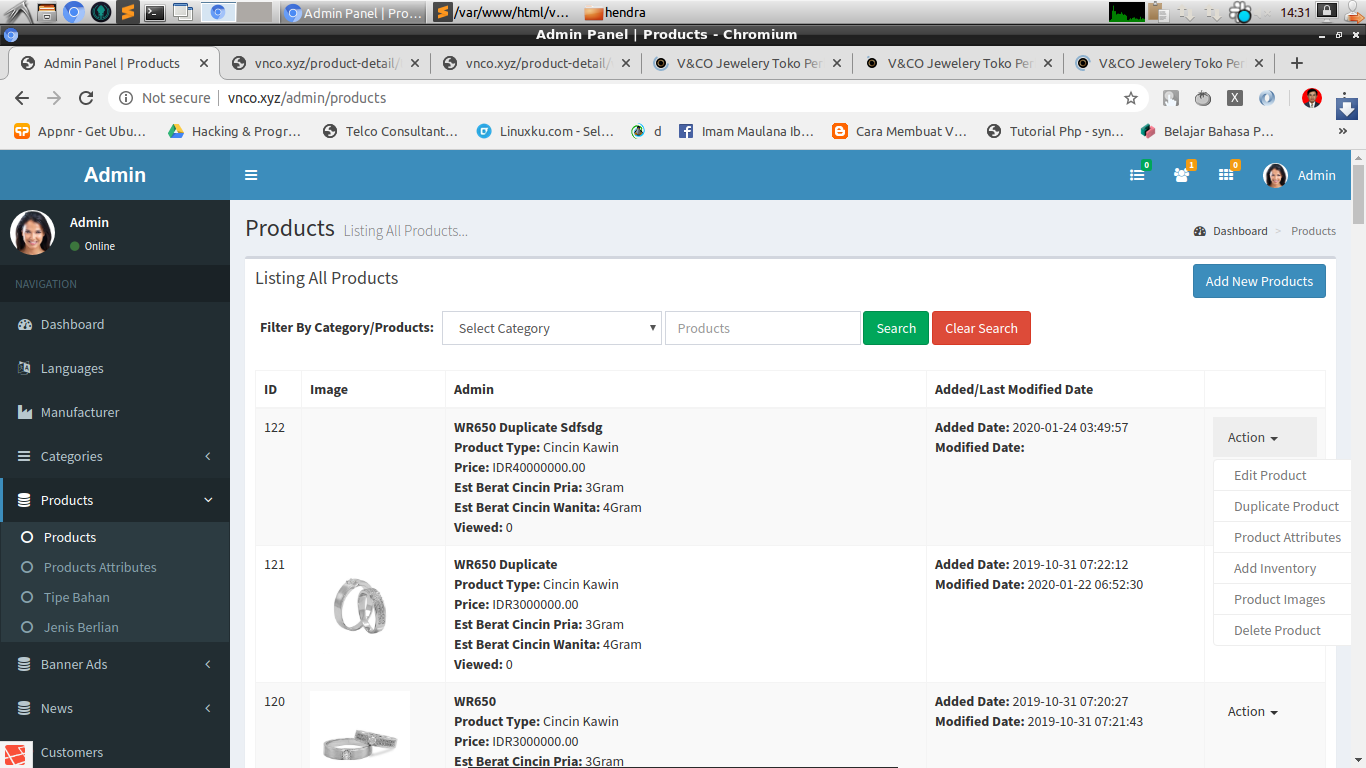 Admin Panel | Pro...
/var/www/html/v...
hendra
14:31
Admin Panel | Products - Chromium
Admin Panel | Products
vnco.xyz/product-detail/
vnco.xyz/product-detail/
V&CO Jewelery Toko Per
V&CO Jewelery Toko Per
V&CO Jewelery Toko Per
Not secure | vnco.xyz/admin/products
Appnr - Get Ubu...
Hacking & Progr...
Telco Consultant...
Linuxku.com - Sel...
d
Imam Maulana Ib...
Cara Membuat V...
Tutorial Php - syn...
Belajar Bahasa P...
»
Admin
0
1
0
Admin
Admin
Online
NAVIGATION
Dashboard
Languages
Manufacturer
Categories
Products
Products
Products Attributes
Tipe Bahan
Jenis Berlian
Banner Ads
News
Customers
Products Listing All Products...
Dashboard > Products
Listing All Products
Add New Products
Filter By Category/Products:
Select Category
Products
Search
Clear Search
ID Image Admin Added/Last Modified Date
122
WR650 Duplicate Sdfsdg
Product Type: Cincin Kawin
Price: IDR40000000.00
Est Berat Cincin Pria: 3Gram
Est Berat Cincin Wanita: 4Gram
Viewed: 0
Added Date: 2020-01-24 03:49:57
Modified Date:
Action
Edit Product
Duplicate Product
Product Attributes
Add Inventory
Product Images
Delete Product
121
WR650 Duplicate
Product Type: Cincin Kawin
Price: IDR3000000.00
Est Berat Cincin Pria: 3Gram
Est Berat Cincin Wanita: 4Gram
Viewed: 0
Added Date: 2019-10-31 07:22:12
Modified Date: 2020-01-22 06:52:30
120
WR650
Product Type: Cincin Kawin
Price: IDR3000000.00
Est Berat Cincin Pria: 3Gram
Added Date: 2019-10-31 07:20:27
Modified Date: 2019-10-31 07:21:43
Action